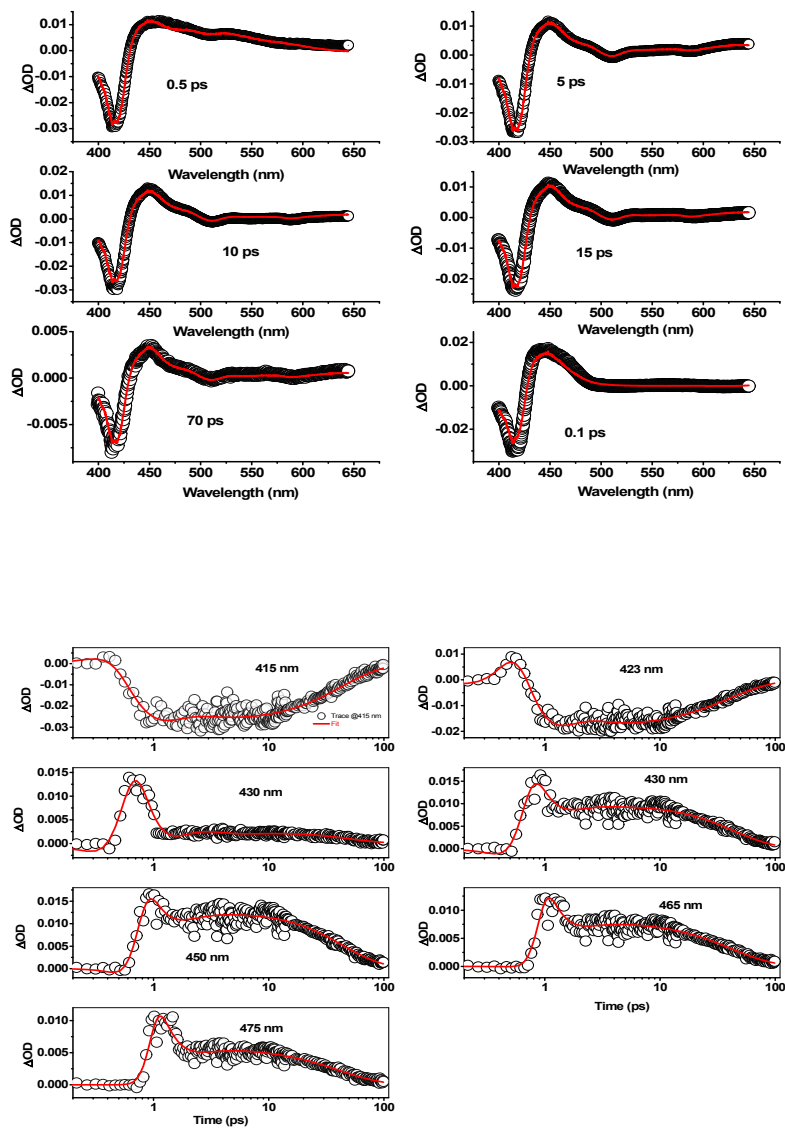 0.01
0.00
-0.01
-0.02
-0.03
ΔOD
0.5 ps
400 450 500 550 600 650
Wavelength (nm)
0.01
0.00
-0.01
-0.02
-0.03
ΔOD
5 ps
400 450 500 550 600 650
Wavelength (nm)
0.02
0.01
0.00
-0.01
-0.02
-0.03
ΔOD
10 ps
400 450 500 550 600 650
Wavelength (nm)
0.01
0.00
-0.01
-0.02
ΔOD
15 ps
400 450 500 550 600 650
Wavelength (nm)
0.005
0.000
-0.005
ΔOD
70 ps
400 450 500 550 600 650
Wavelength (nm)
0.02
0.00
-0.02
ΔOD
0.1 ps
400 450 500 550 600 650
Wavelength (nm)
0.00
-0.01
-0.02
-0.03
ΔOD
415 nm
Trace @415 nm
Fit
1 10 100
0.01
0.00
-0.01
-0.02
ΔOD
423nm
1 10 100
0.015
0.010
0.005
0.000
ΔOD
430 nm
1 10 100
0.015
0.010
0.005
0.000
ΔOD
430 nm
1 10 100
0.015
0.010
0.005
0.000
ΔOD
450 nm
1 10 100
0.015
0.010
0.005
0.000
ΔOD
465 nm
1 10 100
Time (ps)
0.010
0.005
0.000
ΔOD
475 nm
1 10 100
Time (ps)